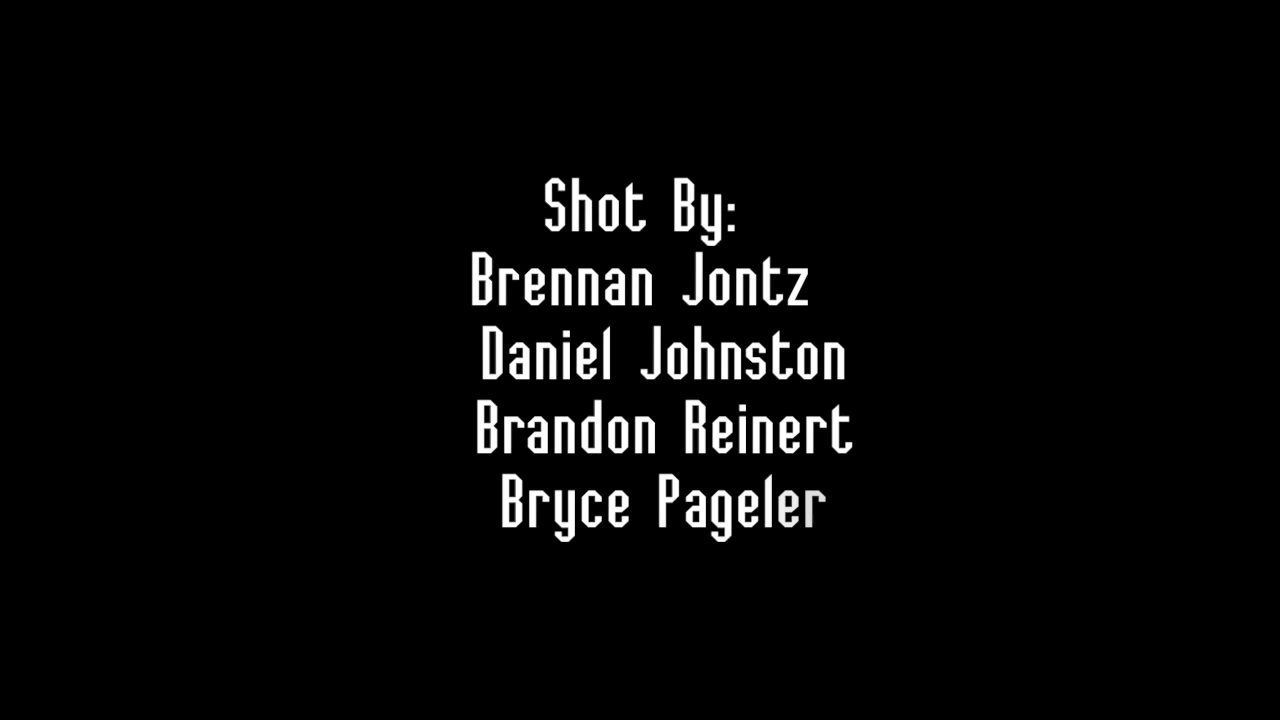 Shot By:
Brennan Jontz
Daniel Johnston
Brandon Reinert
Bryce Pageler